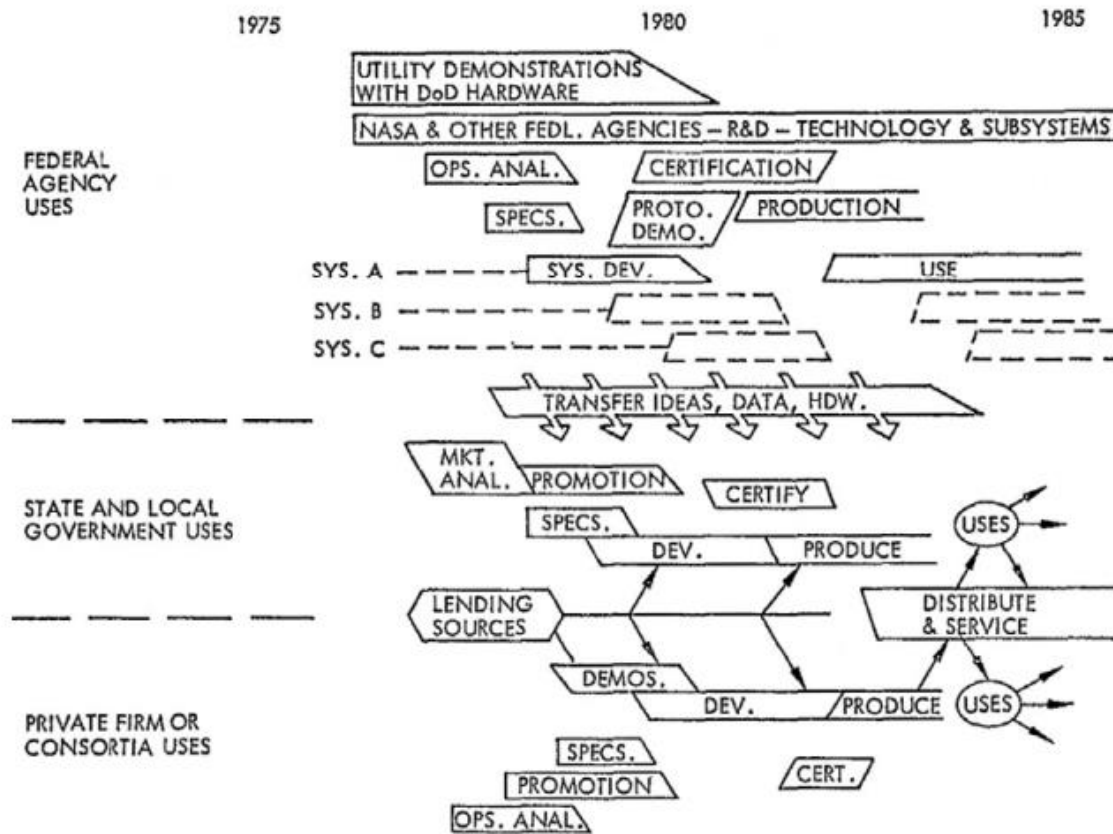 1975
1980
1985
UTILITY DEMONSTRATIONS
WITH DoD HARDWARE
NASA & OTHER FEDL. AGENCIES – R&D – TECHNOLOGY & SUBSYSTEMS
FEDERAL
AGENCY
USES
OPS. ANAL.
CERTIFICATION
SPECS.
PROTO.
DEMO.
PRODUCTION
SYS. A
SYS. DEV.
USE
SYS. B
SYS. C
TRANSFER IDEAS, DATA, HDW.
STATE AND LOCAL
GOVERNMENT USES
MKT.
ANAL.
PROMOTION
CERTIFY
SPECS.
DEV.
PRODUCE
USES
LENDING
SOURCES
DISTRIBUTE
& SERVICE
PRIVATE FIRM OR
CONSORTIA USES
DEMOS.
DEV.
PRODUCE
USES
SPECS.
PROMOTION
CERT.
OPS. ANAL.